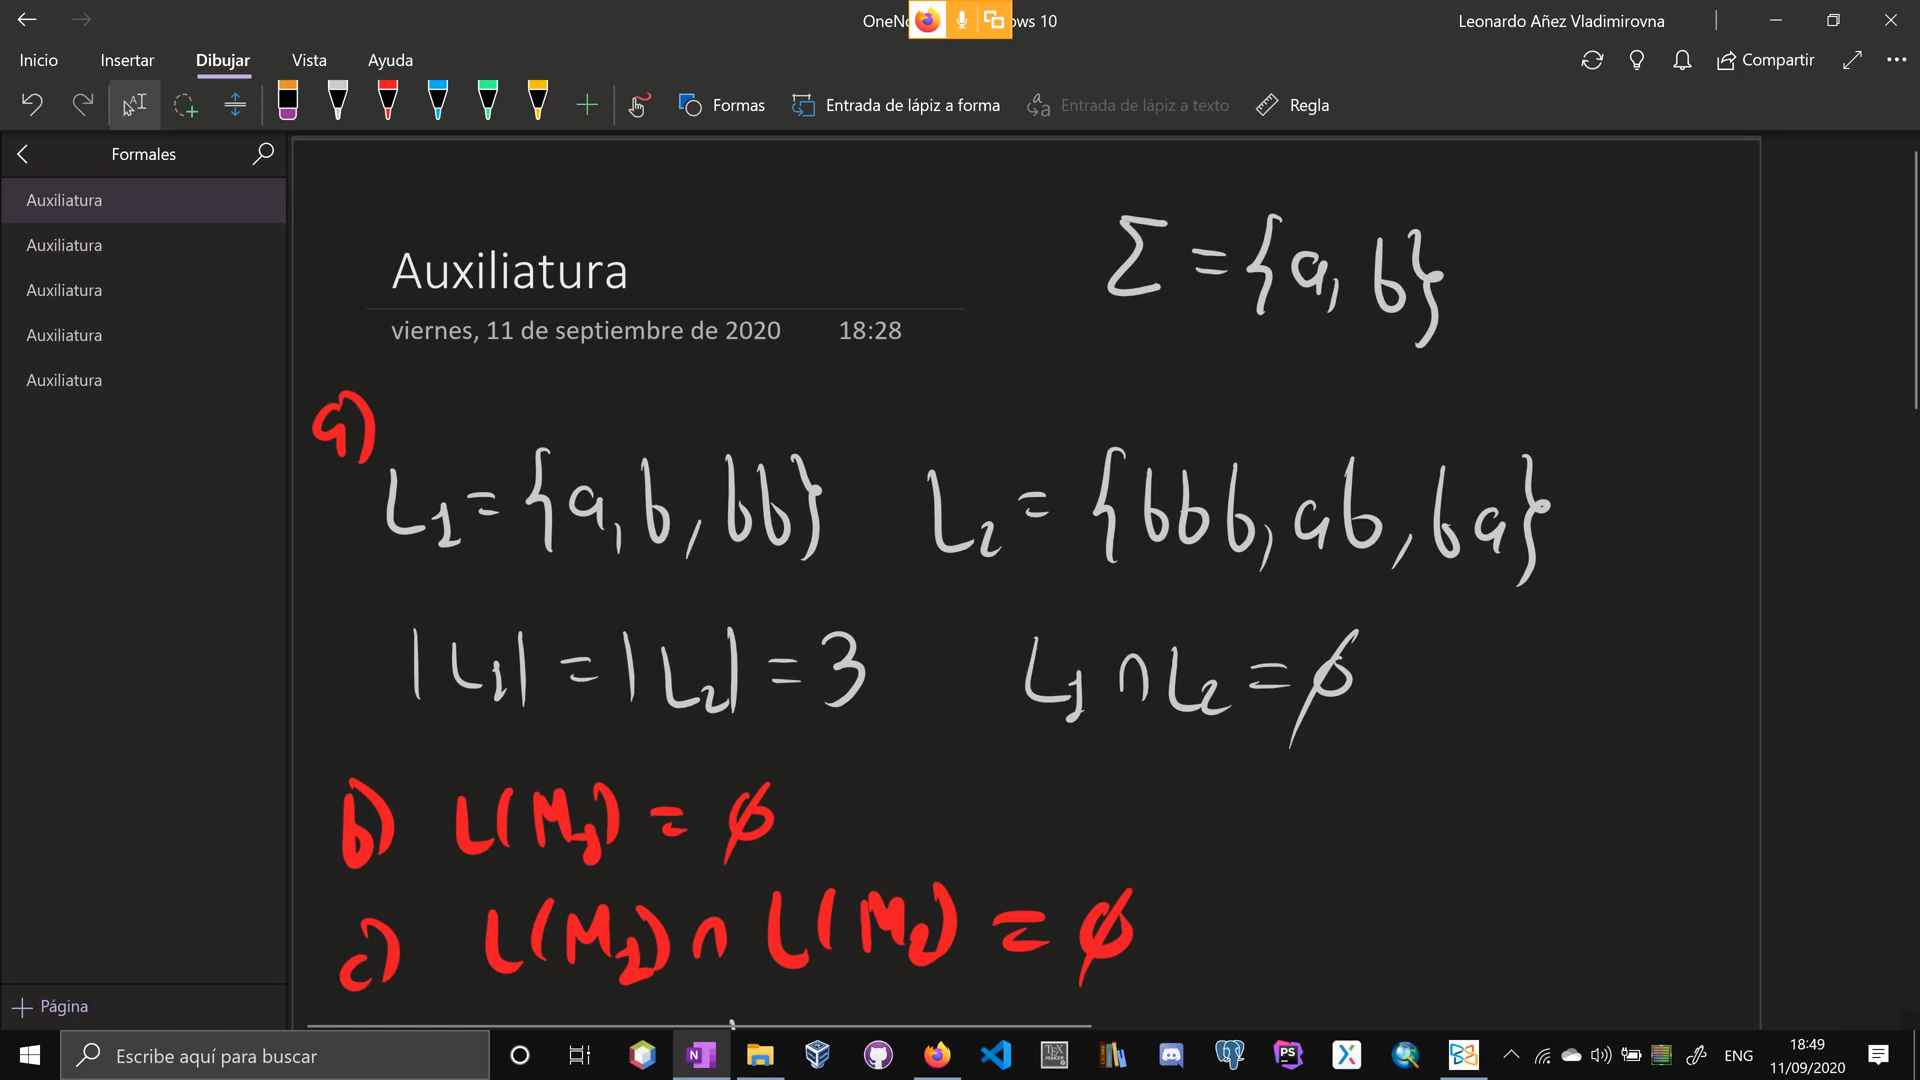 OneNo
ows 10
Leonardo Añez Vladimirovna
Inicio
Insertar
Dibujar
Vista
Ayuda
Compartir
Formas
Entrada de lápiz a forma
Entrada de lápiz a texto
Regla
Formales
Auxiliatura
Auxiliatura
Auxiliatura
Auxiliatura
Auxiliatura
Página
Auxiliatura
viernes, 11 de septiembre de 2020 18:28
Σ = {a, b}
a)
L₁ = {a, b, bb} L₂ = {bbb, ab, ba}
|L₁| = |L₂| = 3 L₁ ∩ L₂ = ∅
b) L(M₁) = ∅
c) L(M₁) ∩ L(M₂) = ∅
Escribe aquí para buscar
ENG
18:49
11/09/2020